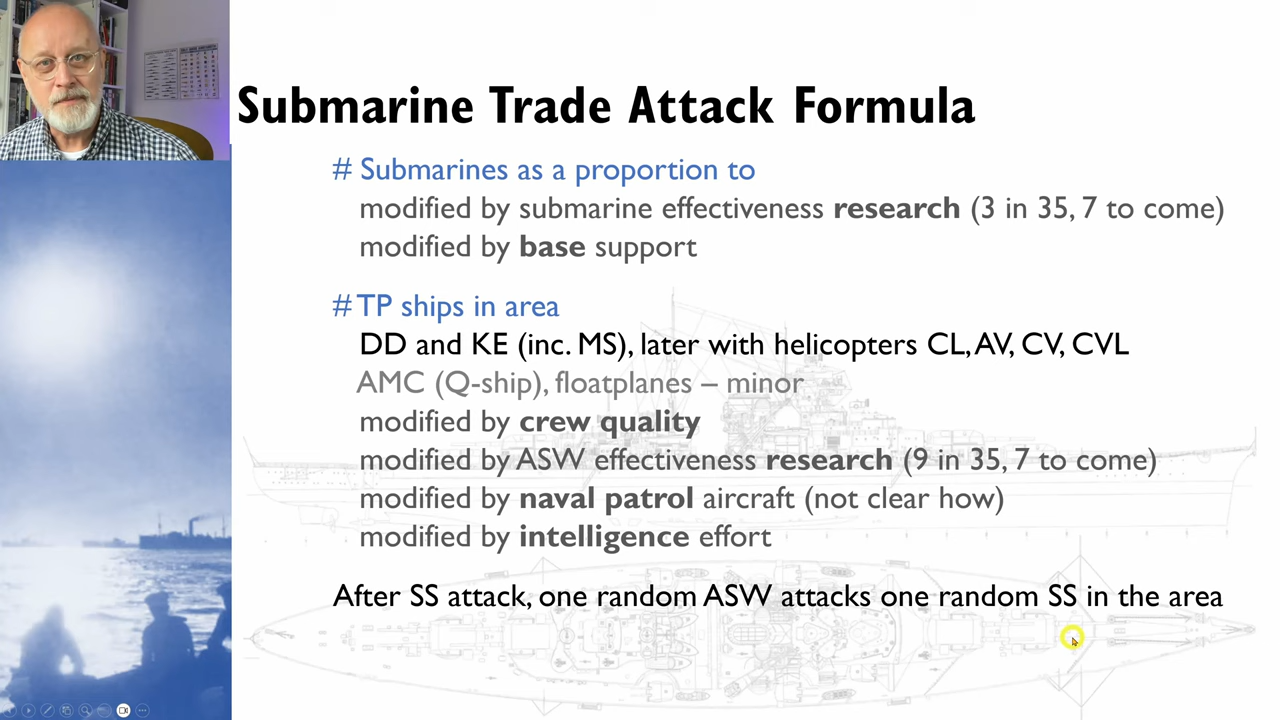 Submarine Trade Attack Formula
# Submarines as a proportion to
modified by submarine effectiveness research (3 in 35, 7 to come)
modified by base support
# TP ships in area
DD and KE (inc. MS), later with helicopters CL, AV, CV, CVL
AMC (Q-ship), floatplanes – minor
modified by crew quality
modified by ASW effectiveness research (9 in 35, 7 to come)
modified by naval patrol aircraft (not clear how)
modified by intelligence effort
After SS attack, one random ASW attacks one random SS in the area